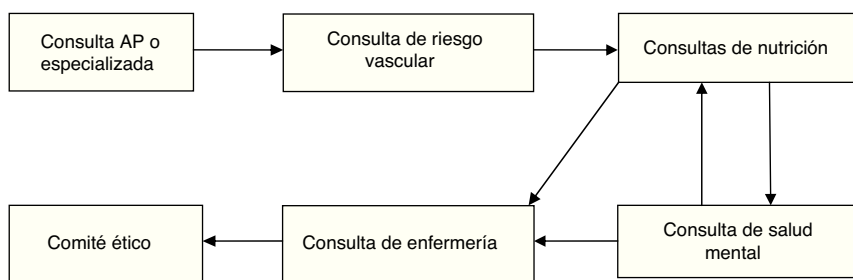 Consulta AP o
especializada
Consulta de riesgo
vascular
Consultas de nutrición
Comité ético
Consulta de enfermería
Consulta de salud
mental